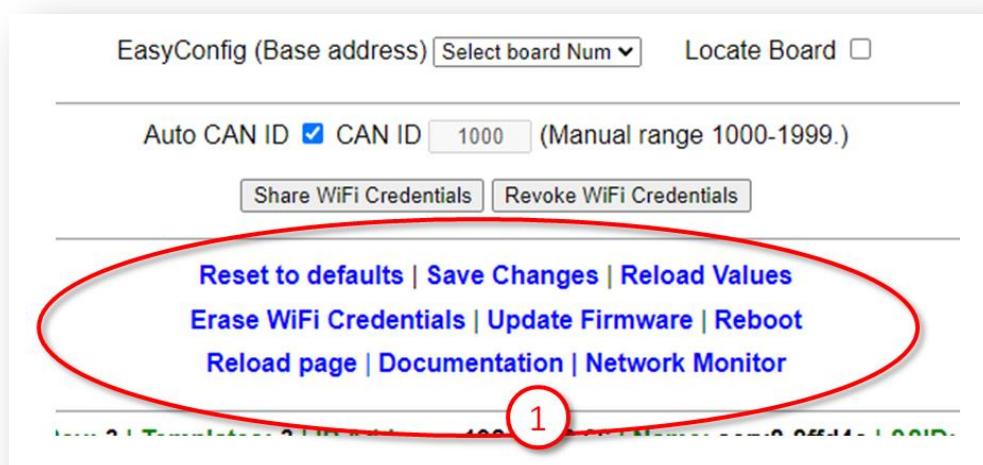 EasyConfig (Base address) Select board Num Locate Board
Auto CAN ID CAN ID 1000 (Manual range 1000-1999.)
Share WiFi Credentials Revoke WiFi Credentials
Reset to defaults | Save Changes | Reload Values
Erase WiFi Credentials | Update Firmware | Reboot
Reload page | Documentation | Network Monitor
1